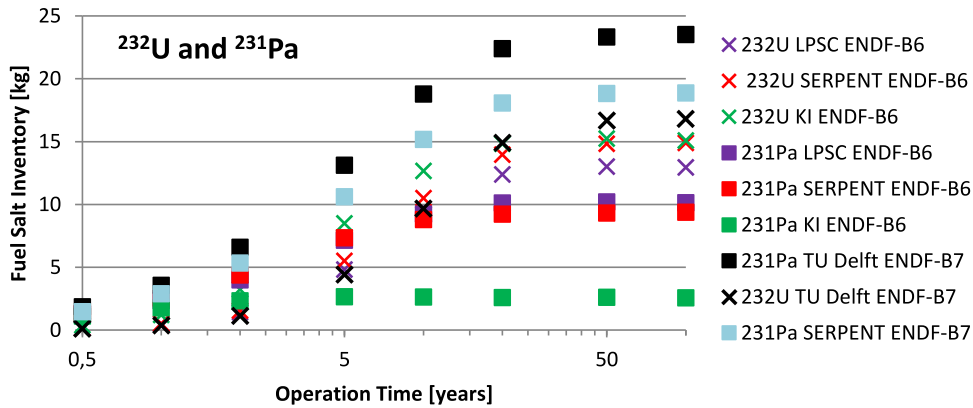 25
20
15
10
5
0
Fuel Salt Inventory [kg]
²³²U and ²³¹Pa
0,5
5
50
Operation Time [years]
232U LPSC ENDF-B6
232U SERPENT ENDF-B6
232U KI ENDF-B6
231Pa LPSC ENDF-B6
231Pa SERPENT ENDF-B6
231Pa KI ENDF-B6
231Pa TU Delft ENDF-B7
232U TU Delft ENDF-B7
231Pa SERPENT ENDF-B7